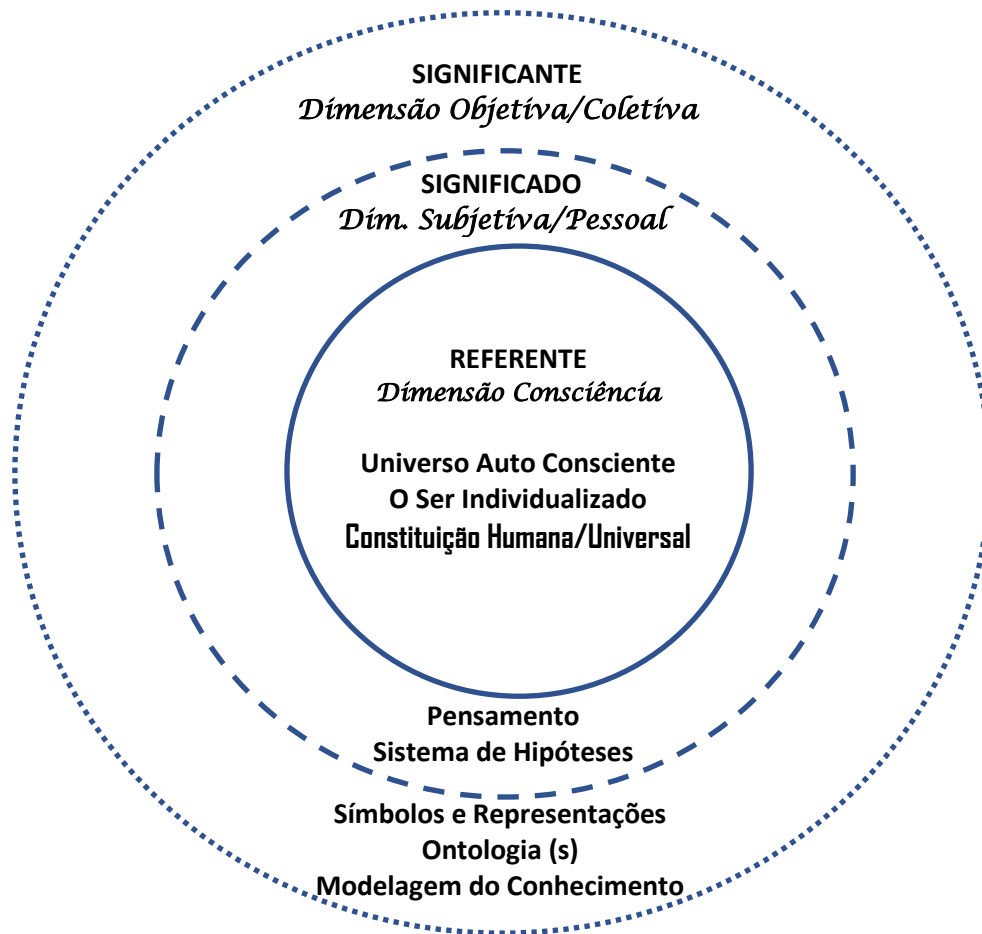 SIGNIFICANTE
Dimensão Objetiva/Coletiva
SIGNIFICADO
Dim. Subjetiva/Pessoal
REFERENTE
Dimensão Consciência
Universo Auto Consciente
O Ser Individualizado
Constituição Humana/Universal
Pensamento
Sistema de Hipóteses
Símbolos e Representações
Ontologia (s)
Modelagem do Conhecimento